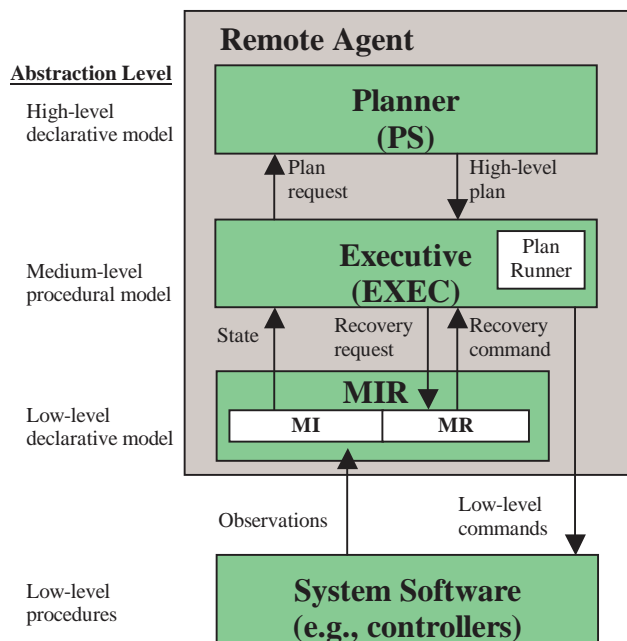 Remote Agent
Abstraction Level
High-level
declarative model
Planner
(PS)
Plan
request
High-level
plan
Medium-level
procedural model
Executive
(EXEC)
Plan
Runner
State
Recovery
request
Recovery
command
Low-level
declarative model
MIR
MI
MR
Observations
Low-level
commands
Low-level
procedures
System Software
(e.g., controllers)